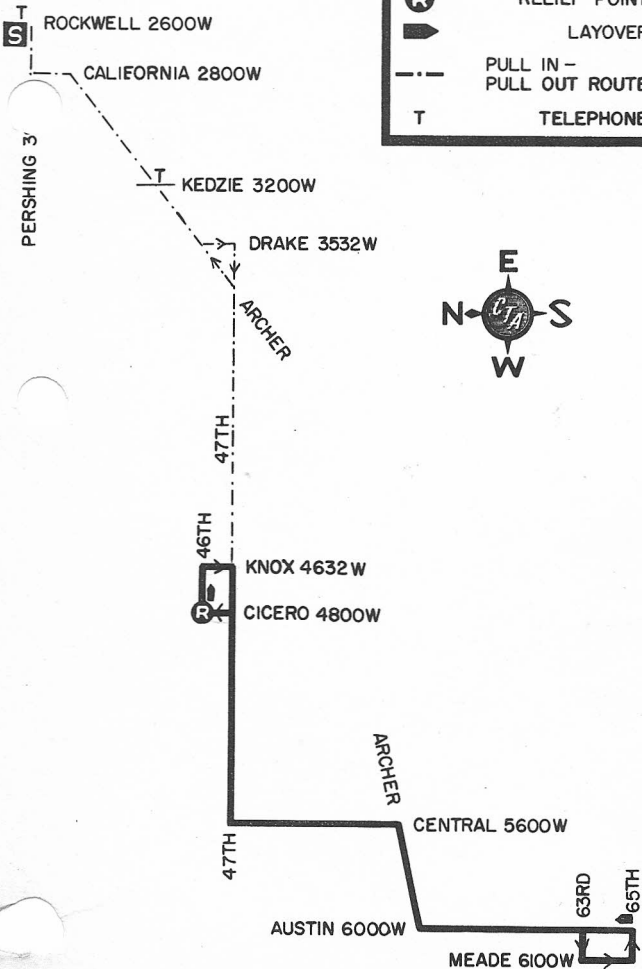 T
S
ROCKWELL 2600W
R RELIEF POINT
LAYOVER
PULL IN -
PULL OUT ROUTE
T TELEPHONE
CALIFORNIA 2800W
PERSHING 3
T
KEDZIE 3200W
DRAKE 3532W
ARCHER
E
N CTA S
W
47TH
46TH
KNOX 4632W
R
CICERO 4800W
ARCHER
47TH
CENTRAL 5600W
63RD
65TH
AUSTIN 6000W
MEADE 6100W